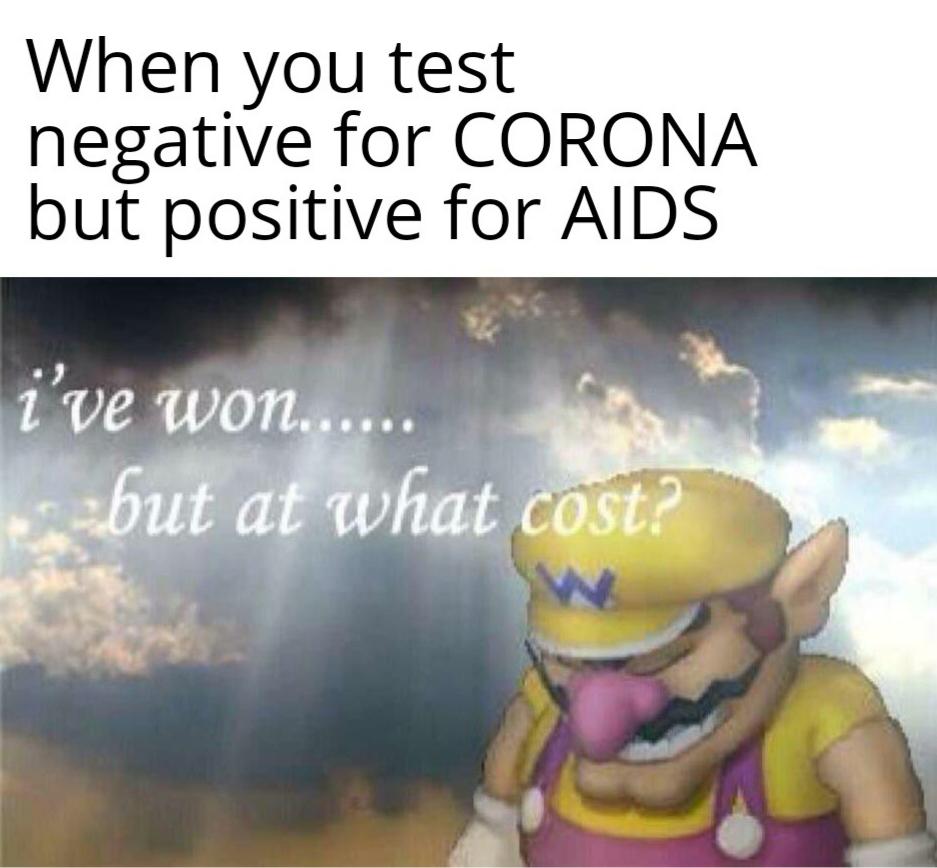 When you test
negative for CORONA
but positive for AIDS
i've won......
but at what cost?
W